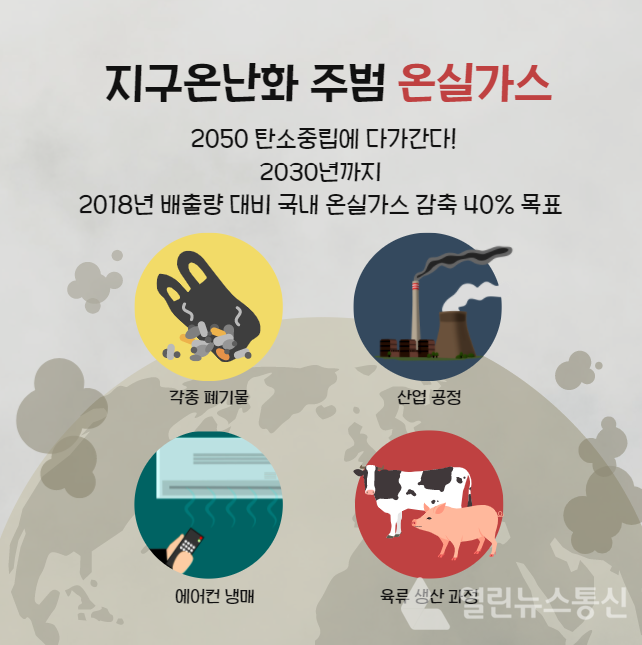 지구온난화 주범 온실가스
2050 탄소중립에 다가간다!
2030년까지
2018년 배출량 대비 국내 온실가스 감축 40% 목표
각종 폐기물
산업 공정
에어컨 냉매
육류 생산 과정
열린뉴스통신